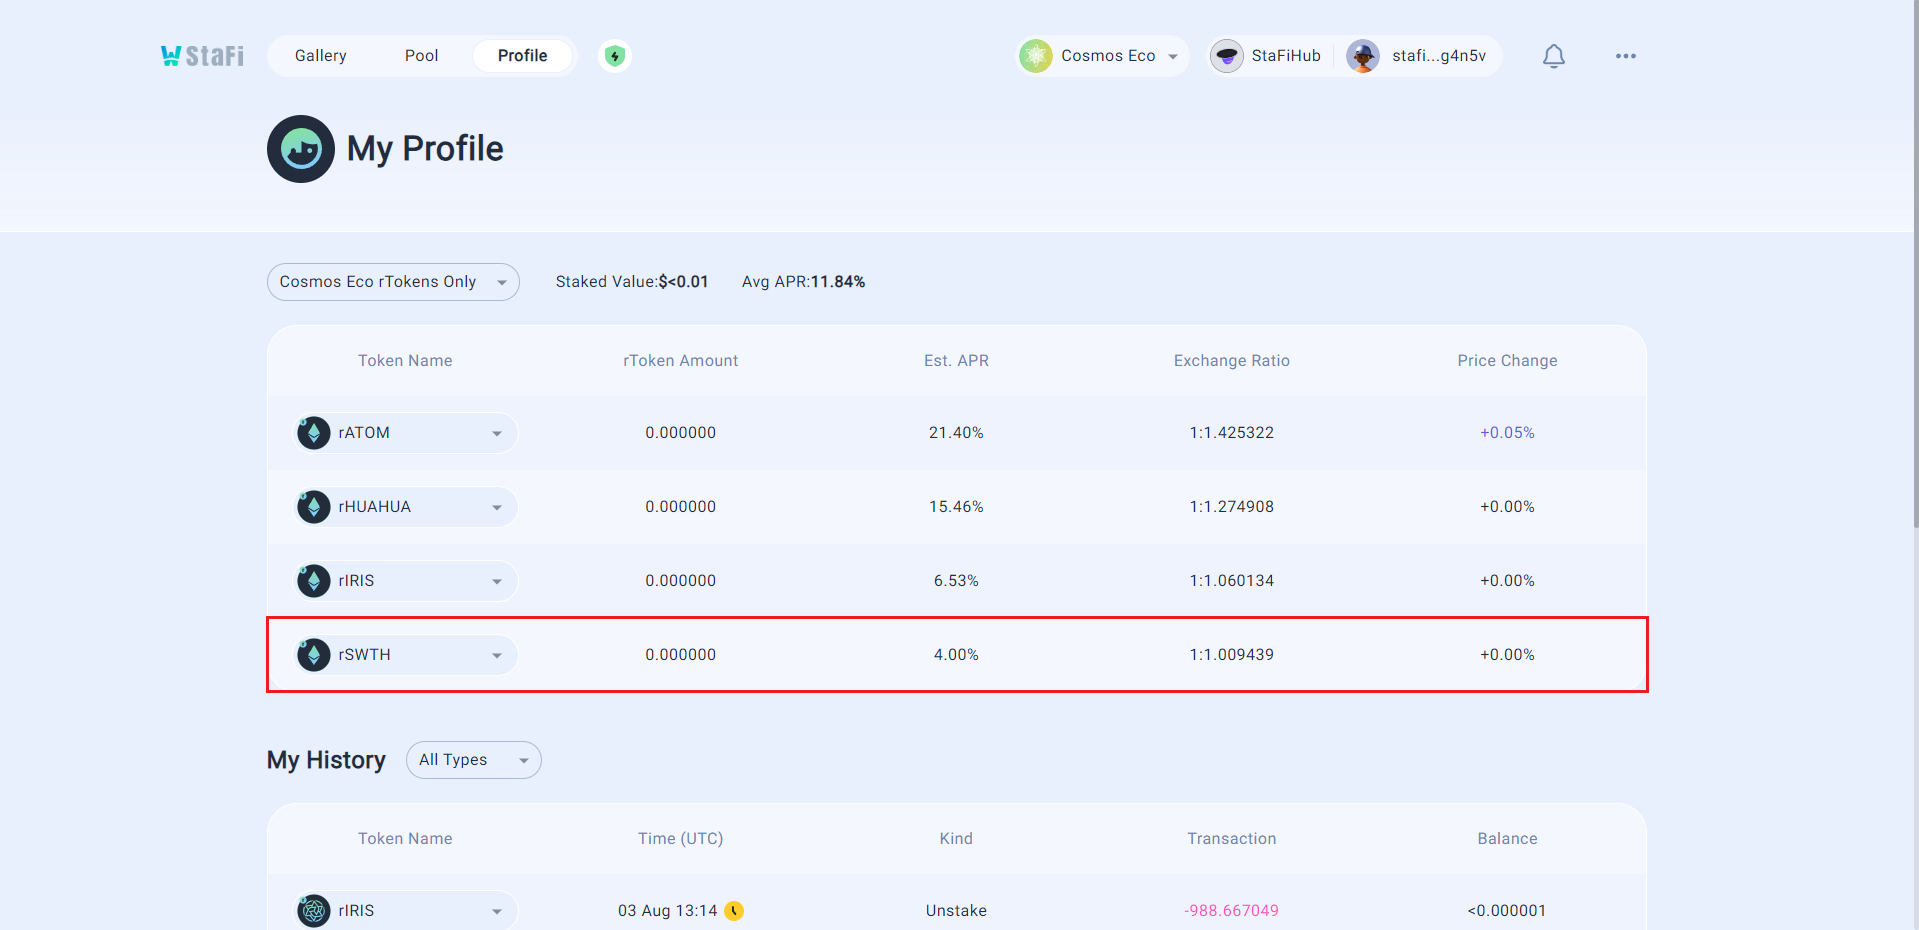 StaFi Gallery Pool Profile Cosmos Eco StaFiHub stafi...g4n5v
My Profile
Cosmos Eco rTokens Only Staked Value:$<0.01 Avg APR:11.84%
Token Name rToken Amount Est. APR Exchange Ratio Price Change
rATOM 0.000000 21.40% 1:1.425322 +0.05%
rHUAHUA 0.000000 15.46% 1:1.274908 +0.00%
rIRIS 0.000000 6.53% 1:1.060134 +0.00%
rSWTH 0.000000 4.00% 1:1.009439 +0.00%
My History All Types
Token Name Time (UTC) Kind Transaction Balance
rIRIS 03 Aug 13:14 Unstake -988.667049 <0.000001